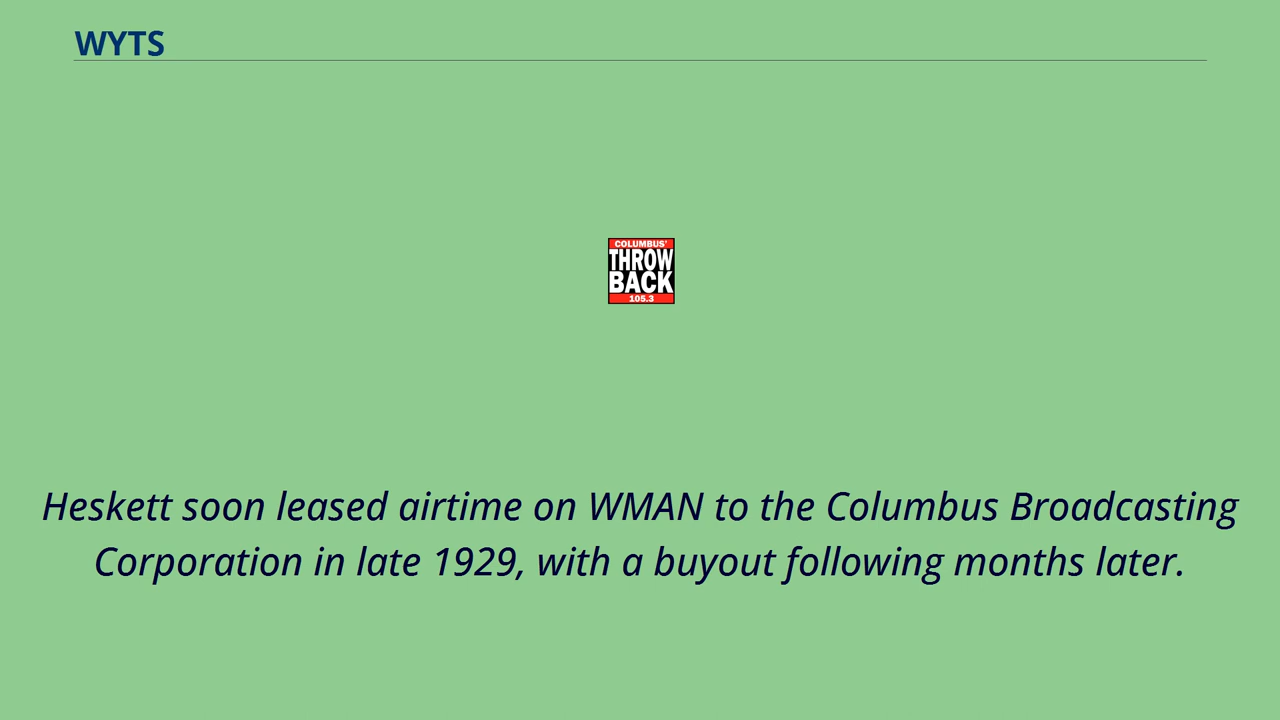 WYTS
COLUMBUS'
THROW
BACK
105.3
Heskett soon leased airtime on WMAN to the Columbus Broadcasting
Corporation in late 1929, with a buyout following months later.